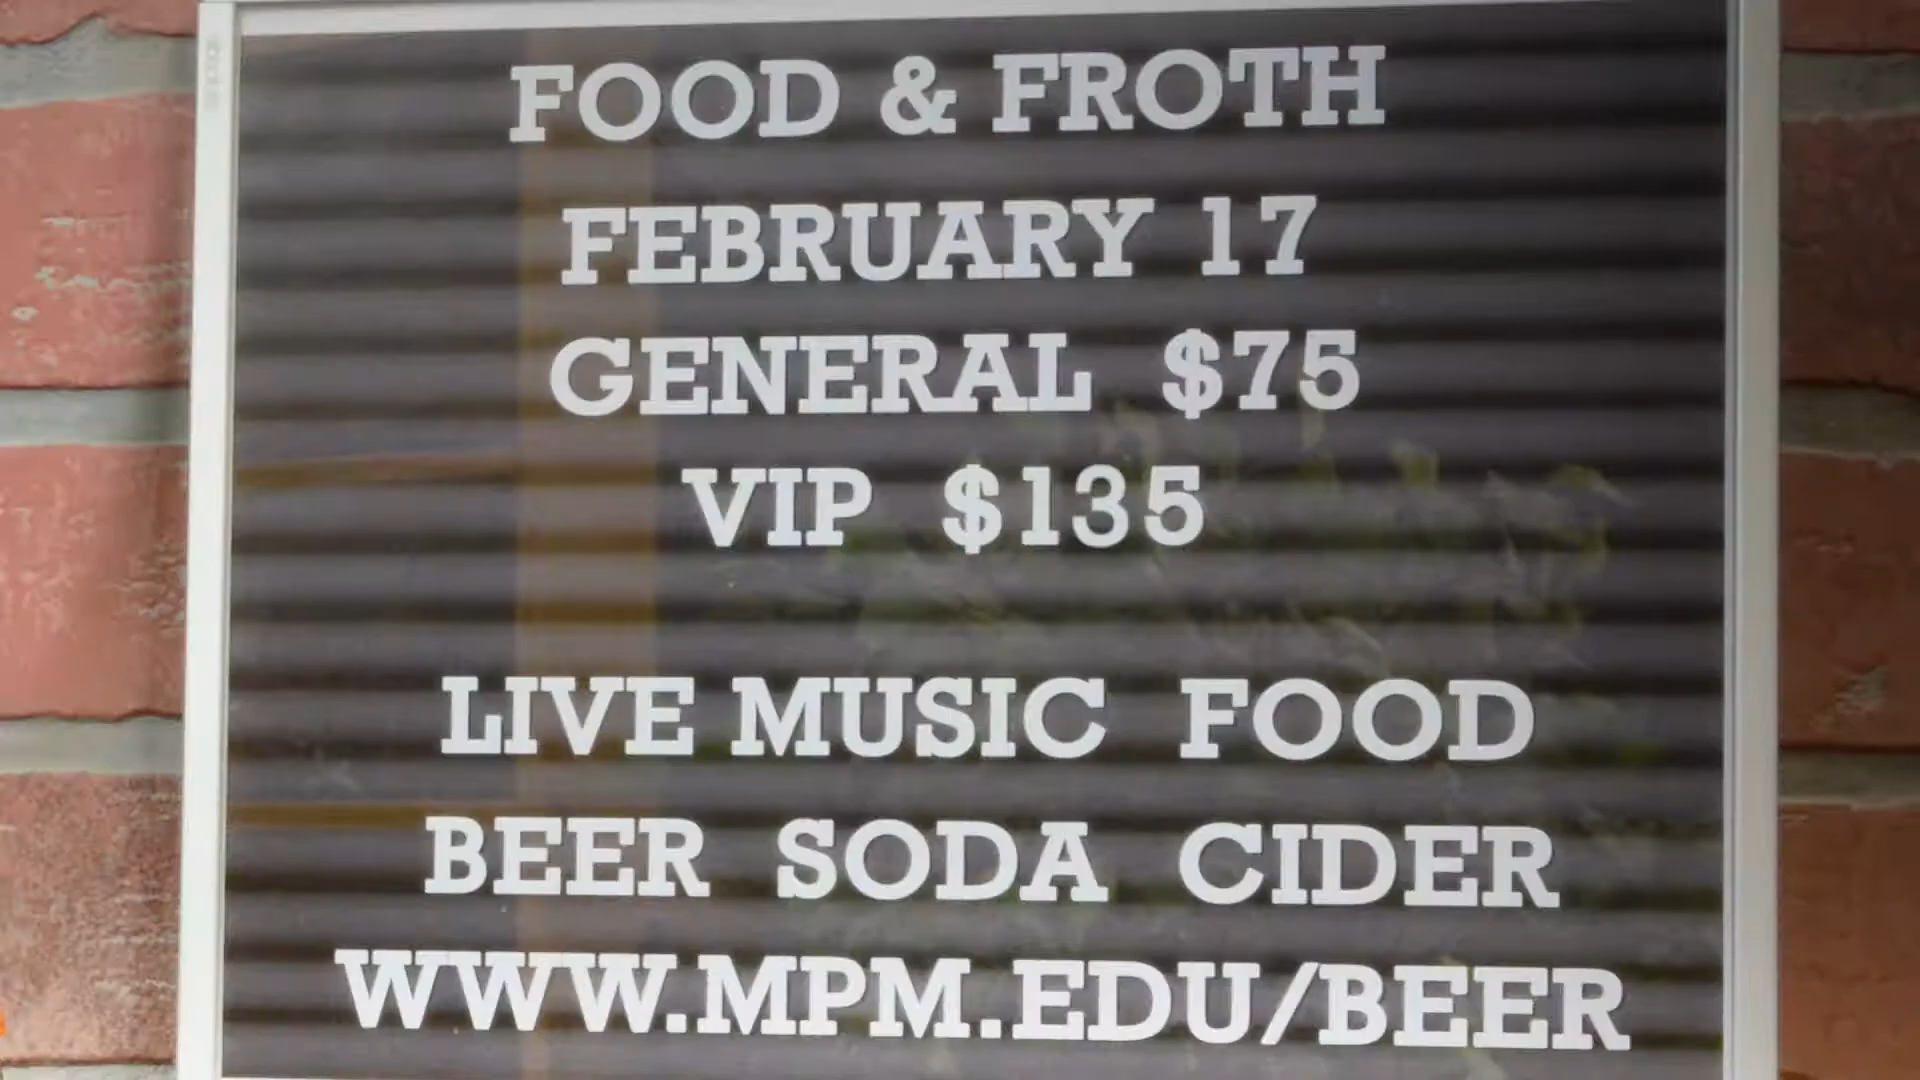 FOOD & FROTH
FEBRUARY 17
GENERAL $75
VIP $135
LIVE MUSIC FOOD
BEER SODA CIDER
WWW.MPM.EDU/BEER